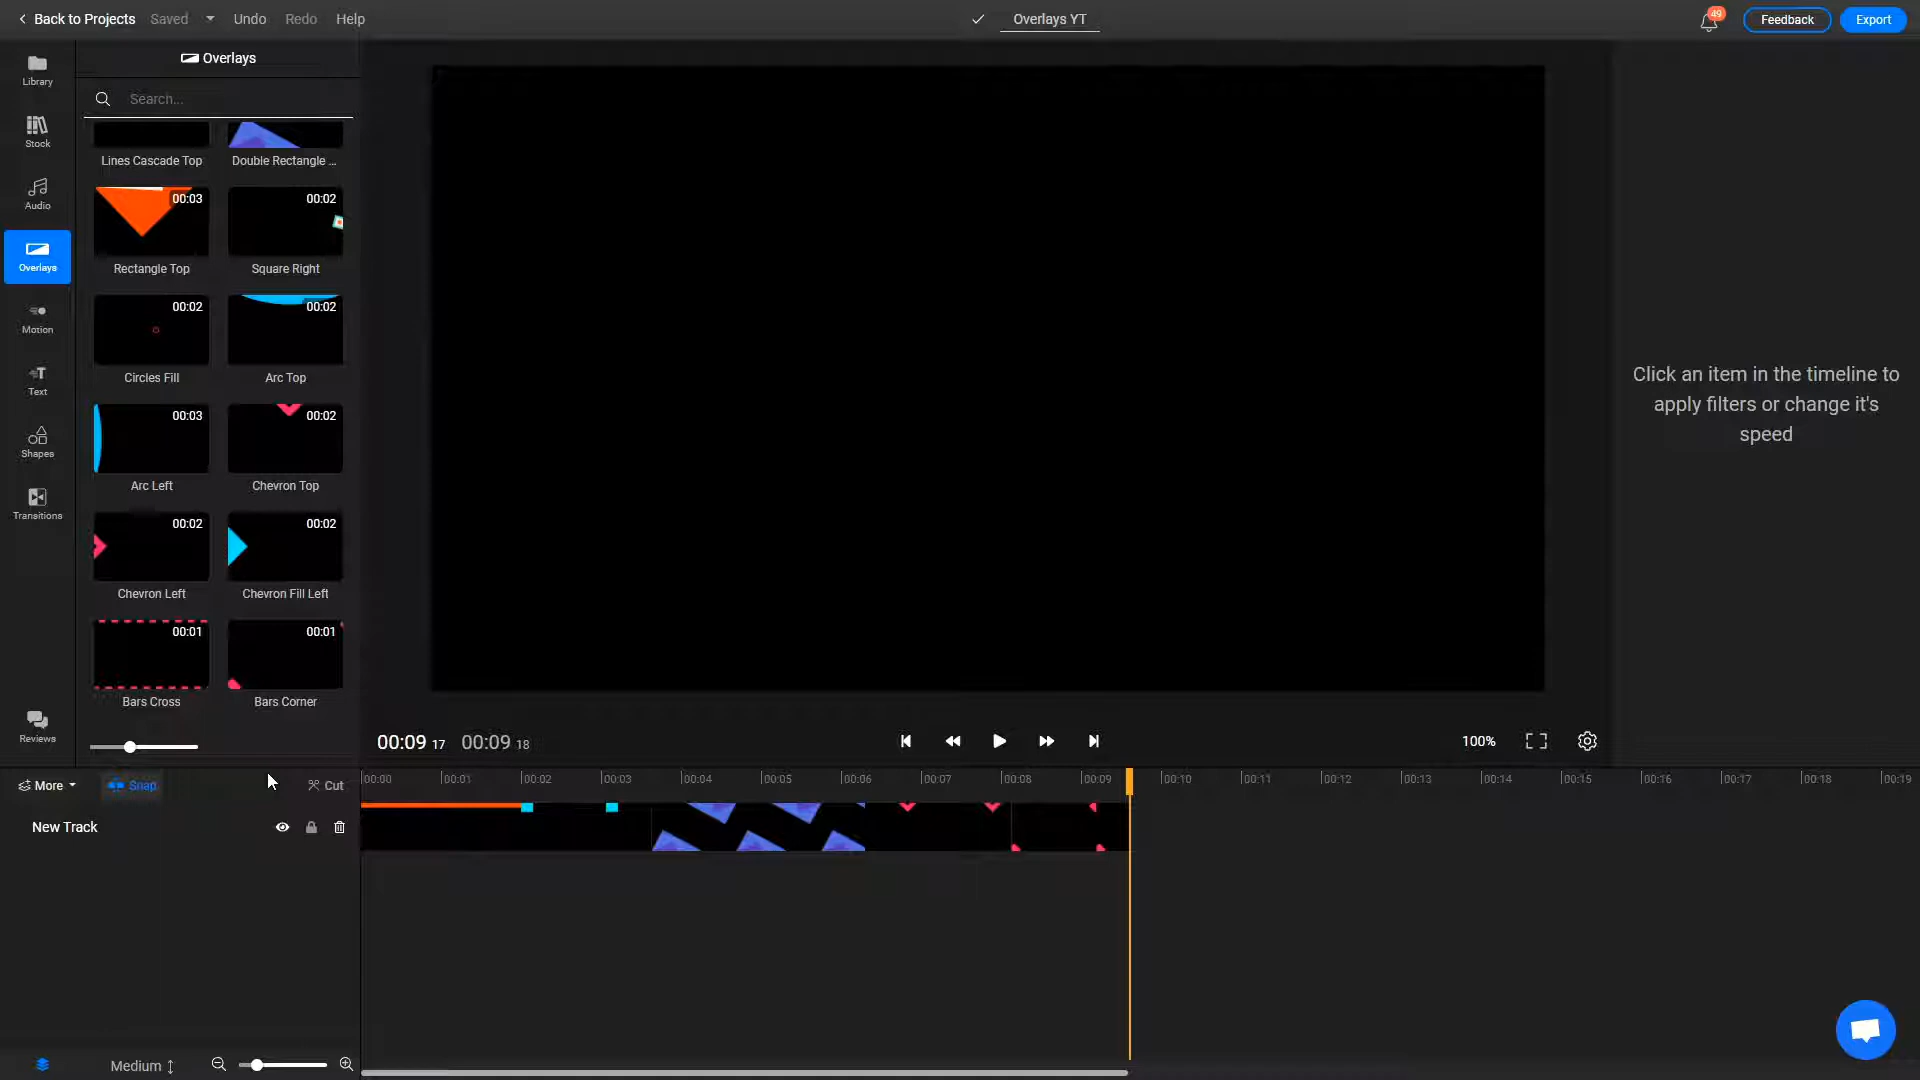 Back to Projects Saved Undo Redo Help Overlays YT 49 Feedback Export
Library
Stock
Audio
Overlays
Motion
Text
Shapes
Transitions
Reviews
Overlays
Search...
Lines Cascade Top Double Rectangle ...
00:03 00:02
Rectangle Top Square Right
00:02 00:02
Circles Fill Arc Top
00:03 00:02
Arc Left Chevron Top
00:02 00:02
Chevron Left Chevron Fill Left
00:01 00:01
Bars Cross Bars Corner
Click an item in the timeline to
apply filters or change it's
speed
00:09 17 00:09 18 100%
More Snap Cut
00:00 00:01 00:02 00:03 00:04 00:05 00:06 00:07 00:08 00:09 00:10 00:11 00:12 00:13 00:14 00:15 00:16 00:17 00:18 00:19
New Track
Medium